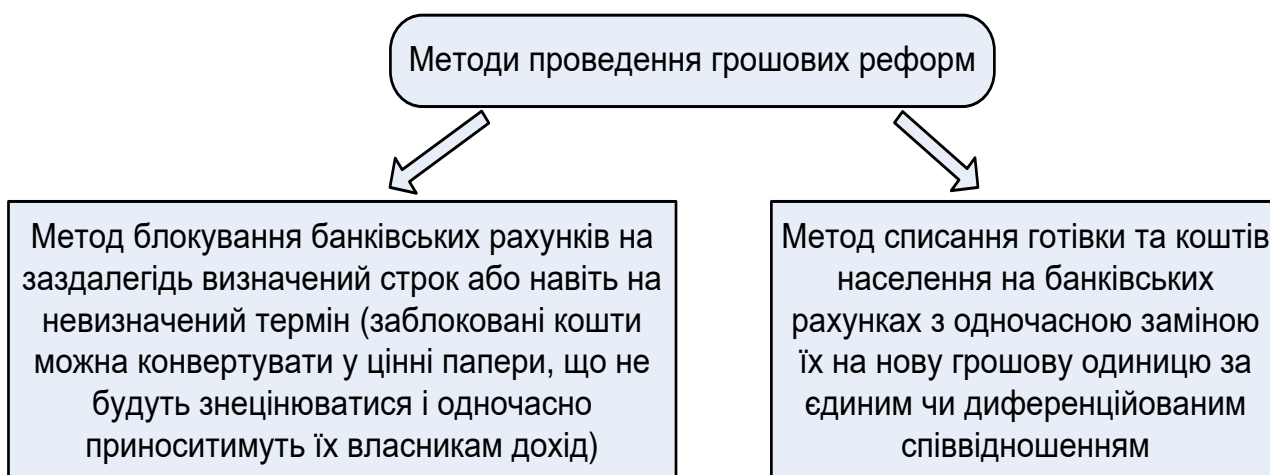 Методи проведення грошових реформ
Метод блокування банківських рахунків на
заздалегідь визначений строк або навіть на
невизначений термін (заблоковані кошти
можна конвертувати у цінні папери, що не
будуть знецінюватися і одночасно
приноситимуть їх власникам дохід)
Метод списання готівки та коштів
населення на банківських
рахунках з одночасною заміною
їх на нову грошову одиницю за
єдиним чи диференційованим
співвідношенням